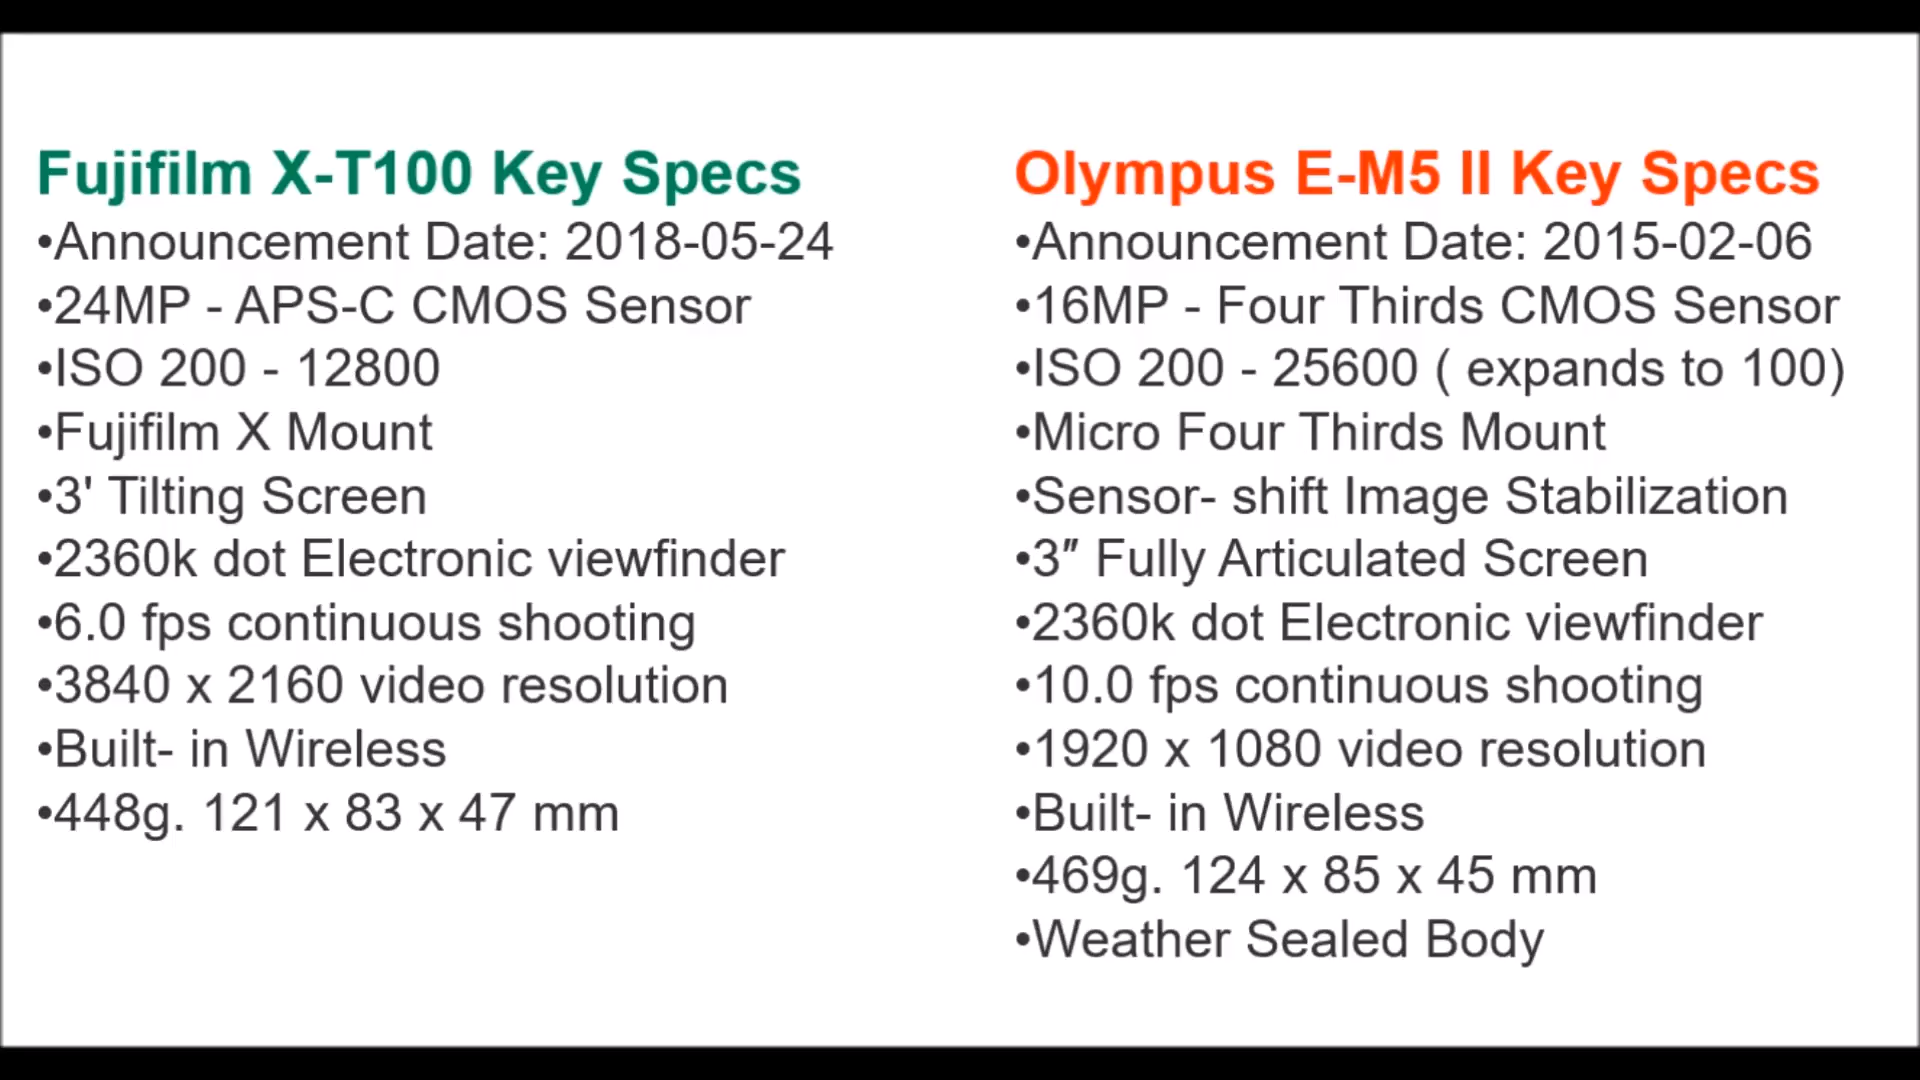 Fujifilm X-T100 Key Specs
•Announcement Date: 2018-05-24
•24MP - APS-C CMOS Sensor
•ISO 200 - 12800
•Fujifilm X Mount
•3' Tilting Screen
•2360k dot Electronic viewfinder
•6.0 fps continuous shooting
•3840 x 2160 video resolution
•Built- in Wireless
•448g. 121 x 83 x 47 mm
Olympus E-M5 II Key Specs
•Announcement Date: 2015-02-06
•16MP - Four Thirds CMOS Sensor
•ISO 200 - 25600 ( expands to 100)
•Micro Four Thirds Mount
•Sensor- shift Image Stabilization
•3″ Fully Articulated Screen
•2360k dot Electronic viewfinder
•10.0 fps continuous shooting
•1920 x 1080 video resolution
•Built- in Wireless
•469g. 124 x 85 x 45 mm
•Weather Sealed Body